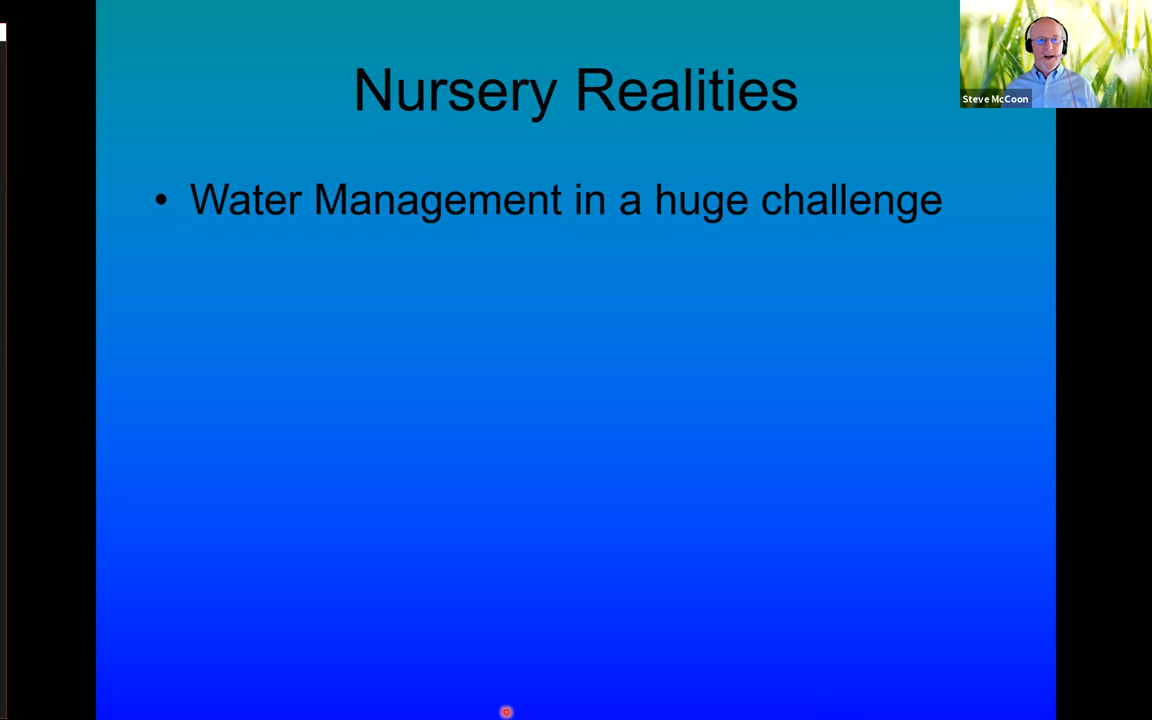 Nursery Realities
• Water Management in a huge challenge
Steve McCoon